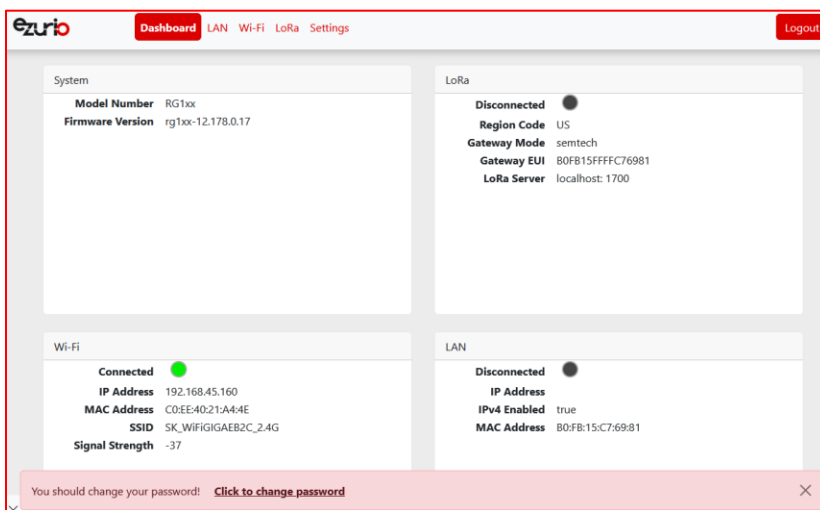 ezurio
Dashboard LAN Wi-Fi LoRa Settings
Logout
System
Model Number RG1xx
Firmware Version rg1xx-12.178.0.17
LoRa
Disconnected
Region Code US
Gateway Mode semtech
Gateway EUI B0FB15FFFFC76981
LoRa Server localhost: 1700
Wi-Fi
Connected
IP Address 192.168.45.160
MAC Address C0:EE:40:21:A4:4E
SSID SK_WiFiGIGAEB2C_2.4G
Signal Strength -37
LAN
Disconnected
IP Address
IPv4 Enabled true
MAC Address B0:FB:15:C7:69:81
You should change your password! Click to change password